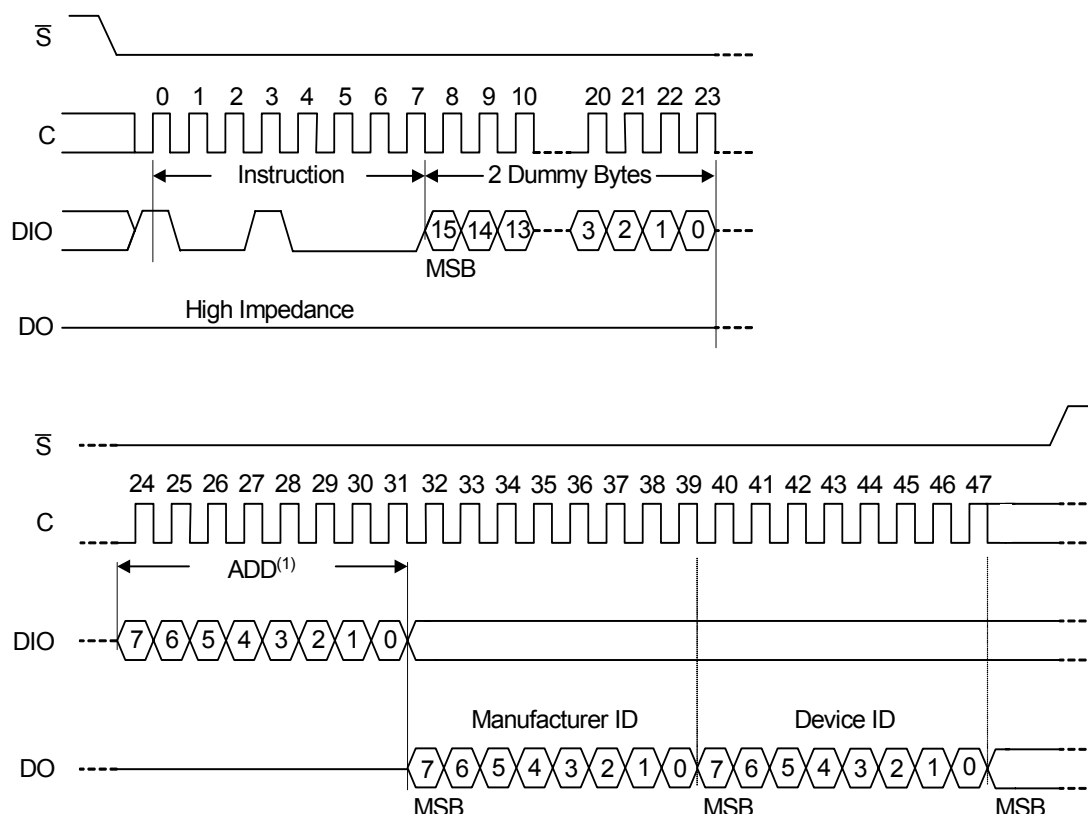 S̅
0 1 2 3 4 5 6 7 8 9 10 20 21 22 23
C
Instruction 2 Dummy Bytes
DIO 15 14 13 3 2 1 0
MSB
High Impedance
DO
S̅
24 25 26 27 28 29 30 31 32 33 34 35 36 37 38 39 40 41 42 43 44 45 46 47
C
ADD(1)
DIO 7 6 5 4 3 2 1 0
Manufacturer ID Device ID
DO 7 6 5 4 3 2 1 0 7 6 5 4 3 2 1 0
MSB MSB MSB